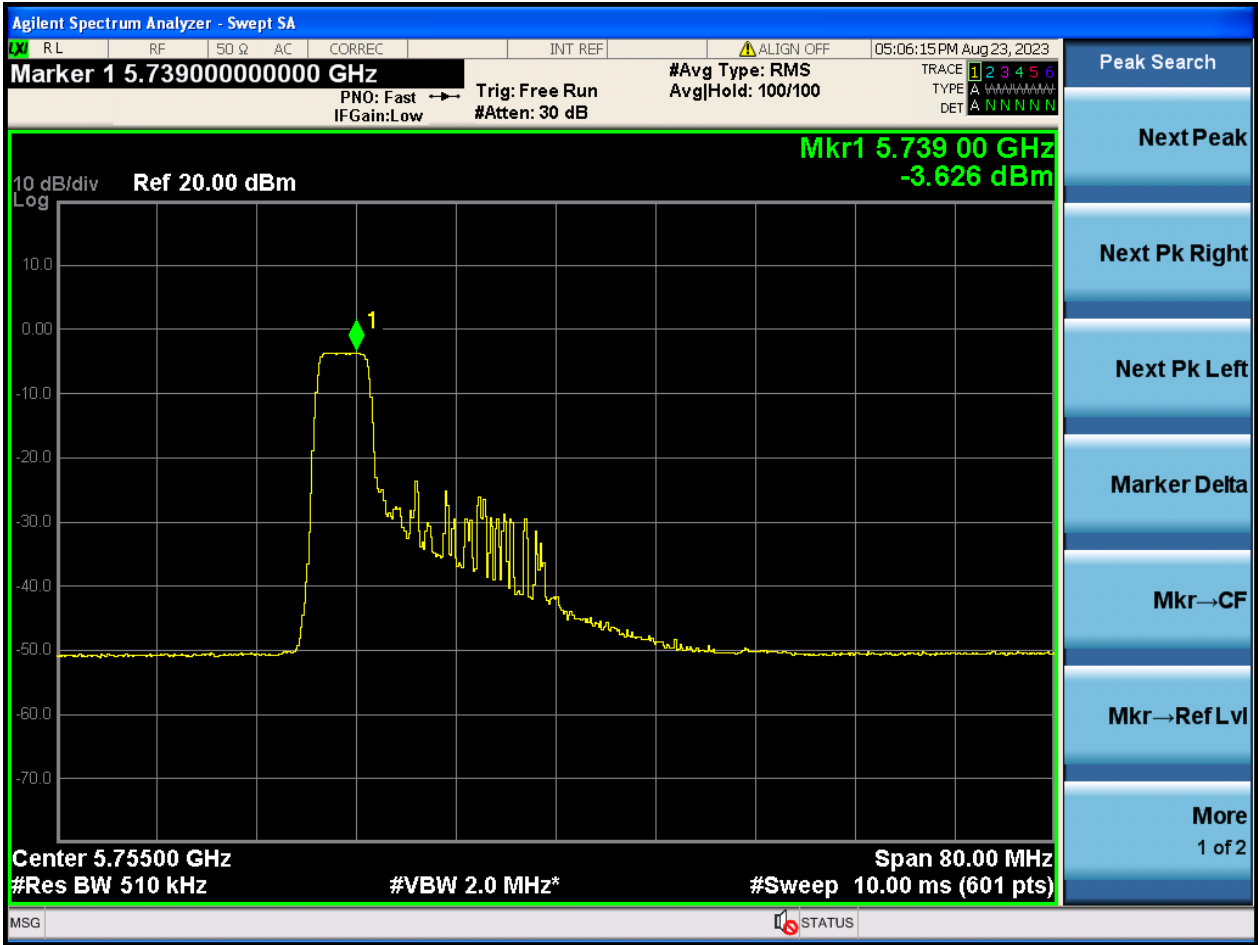 Agilent Spectrum Analyzer - Swept SA
LXI RL RF 50 Ω AC CORREC INT REF ALIGN OFF 05:06:15 PM Aug 23, 2023
Marker 1 5.739000000000 GHz
PNO: Fast
IFGain:Low
Trig: Free Run
#Atten: 30 dB
#Avg Type: RMS
Avg|Hold: 100/100
TRACE 1 2 3 4 5 6
TYPE A WWWWWWW
DET A N N N N N
Peak Search
Mkr1 5.739 00 GHz
-3.626 dBm
10 dB/div Ref 20.00 dBm
Log
10.0
0.00
-10.0
-20.0
-30.0
-40.0
-50.0
-60.0
-70.0
1
Center 5.75500 GHz Span 80.00 MHz
#Res BW 510 kHz #VBW 2.0 MHz* #Sweep 10.00 ms (601 pts)
MSG STATUS
Next Peak
Next Pk Right
Next Pk Left
Marker Delta
Mkr→CF
Mkr→Ref Lvl
More
1 of 2